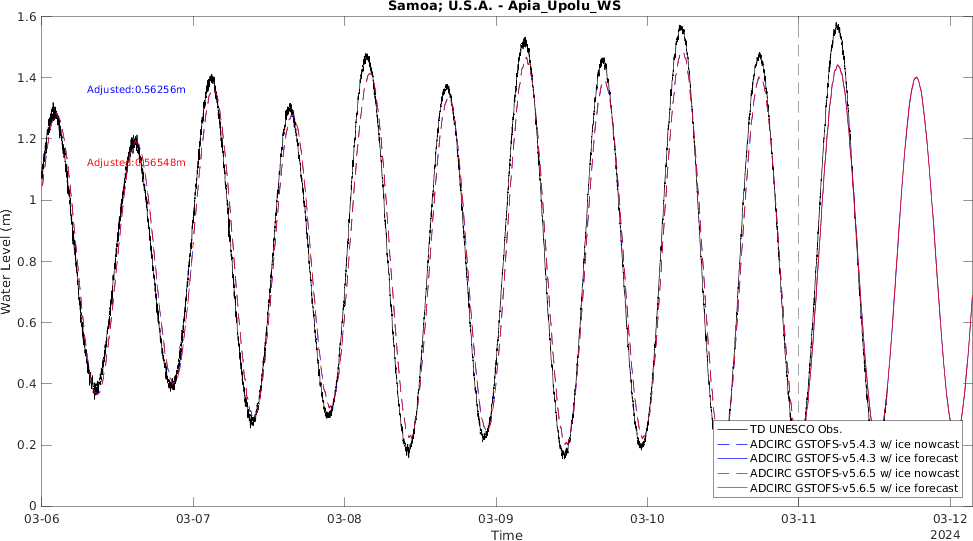 Samoa; U.S.A. - Apia_Upolu_WS
1.6
1.4
1.2
1
0.8
0.6
0.4
0.2
0
Water Level (m)
Adjusted:0.56256m
Adjusted:0.56548m
TD UNESCO Obs.
ADCIRC GSTOFS-v5.4.3 w/ ice nowcast
ADCIRC GSTOFS-v5.4.3 w/ ice forecast
ADCIRC GSTOFS-v5.6.5 w/ ice nowcast
ADCIRC GSTOFS-v5.6.5 w/ ice forecast
03-06 03-07 03-08 03-09 03-10 03-11 03-12
2024
Time